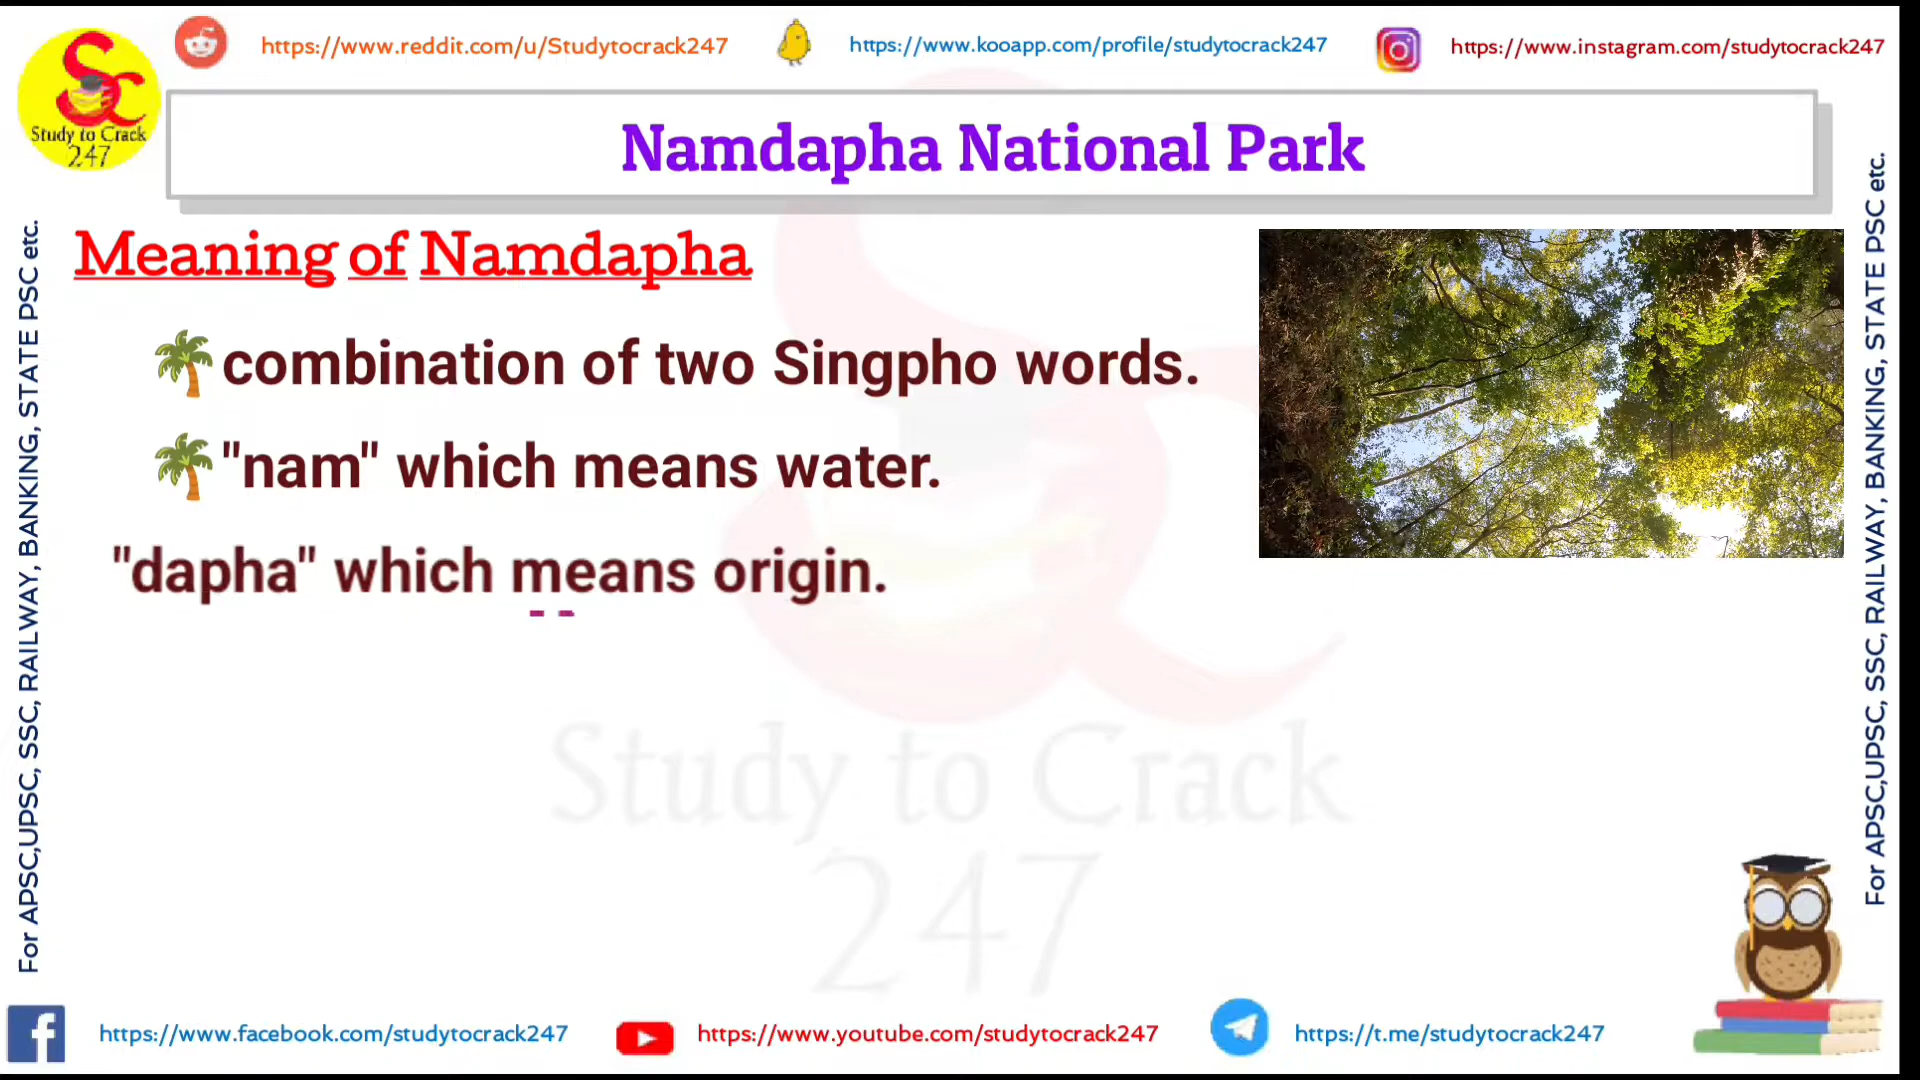 https://www.reddit.com/u/Studytocrack247
https://www.kooapp.com/profile/studytocrack247
https://www.instagram.com/studytocrack247
Study to Crack
247
Namdapha National Park
Meaning of Namdapha
🌴combination of two Singpho words.
🌴"nam" which means water.
"dapha" which means origin.
For APSC,UPSC, SSC, RAILWAY, BANKING, STATE PSC etc.
For APSC,UPSC, SSC, RAILWAY, BANKING, STATE PSC etc.
Study to Crack
247
https://www.facebook.com/studytocrack247
https://www.youtube.com/studytocrack247
https://t.me/studytocrack247